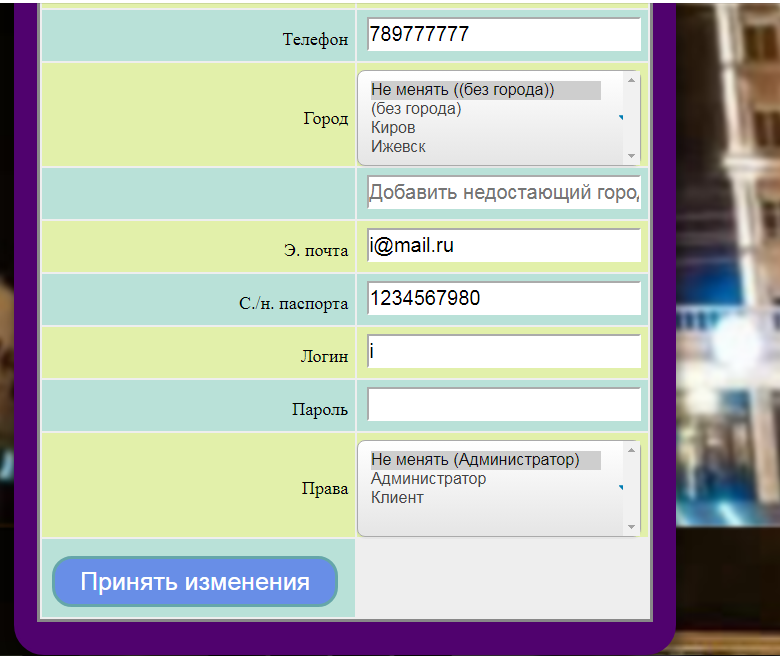 Телефон 789777777
Город
Не менять ((без города))
(без города)
Киров
Ижевск
Добавить недостающий горо
Э. почта i@mail.ru
С./н. паспорта 1234567980
Логин i
Пароль
Права
Не менять (Администратор)
Администратор
Клиент
Принять изменения